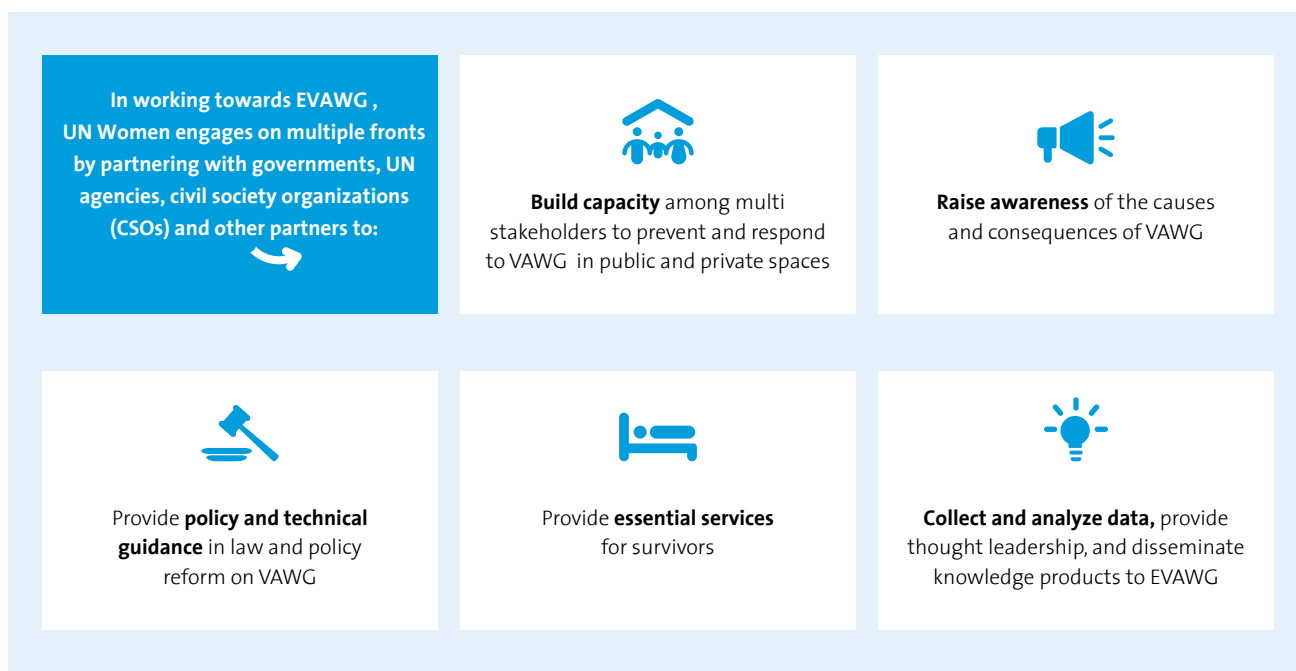 In working towards EVAWG ,
UN Women engages on multiple fronts
by partnering with governments, UN
agencies, civil society organizations
(CSOs) and other partners to:
Build capacity among multi
stakeholders to prevent and respond
to VAWG in public and private spaces
Raise awareness of the causes
and consequences of VAWG
Provide policy and technical
guidance in law and policy
reform on VAWG
Provide essential services
for survivors
Collect and analyze data, provide
thought leadership, and disseminate
knowledge products to EVAWG